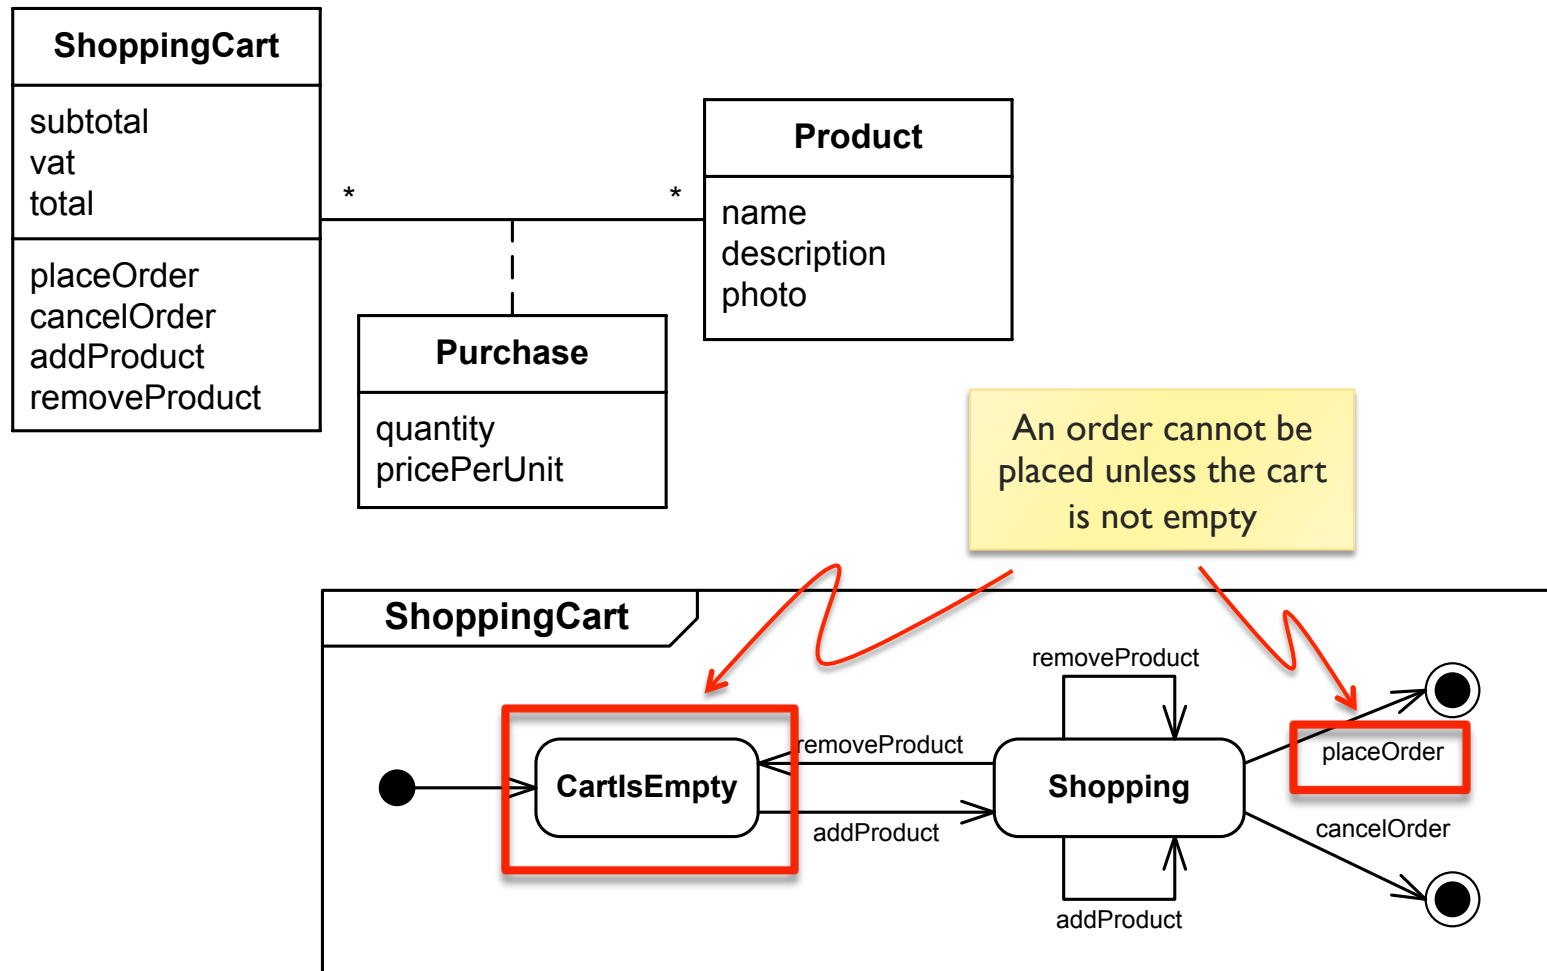 ShoppingCart
subtotal
vat
total
placeOrder
cancelOrder
addProduct
removeProduct
*
*
Product
name
description
photo
Purchase
quantity
pricePerUnit
An order cannot be
placed unless the cart
is not empty
ShoppingCart
removeProduct
removeProduct
placeOrder
CartIsEmpty
Shopping
addProduct
cancelOrder
addProduct